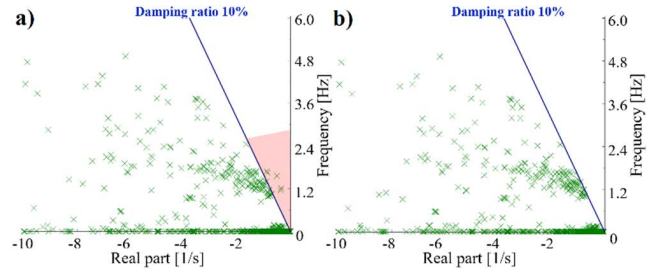 a)
Damping ratio 10%
6.0
4.8
3.6
2.4
1.2
0
Frequency [Hz]
-10
-8
-6
-4
-2
Real part [1/s]
b)
Damping ratio 10%
6.0
4.8
3.6
2.4
1.2
0
Frequency [Hz]
-10
-8
-6
-4
-2
Real part [1/s]